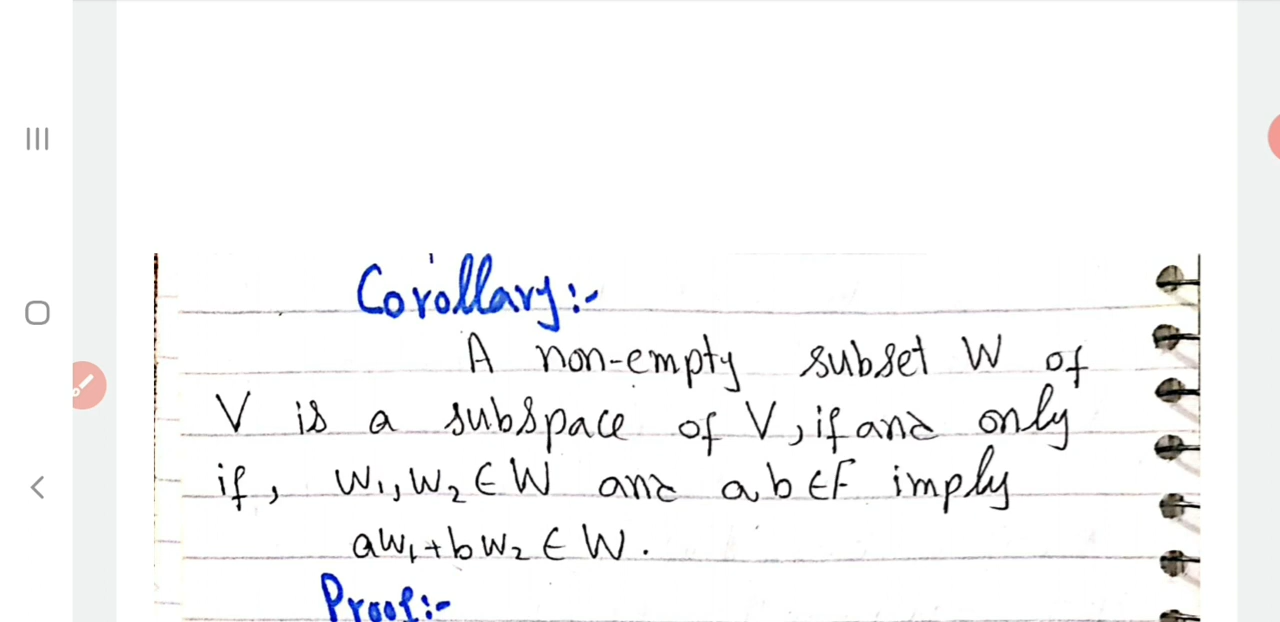 Corollary:-
A non-empty subset W of
V is a subspace of V, if and only
if, w₁, w₂ ∈ W and a, b ∈ F imply
aw₁ + bw₂ ∈ W.
Proof:-